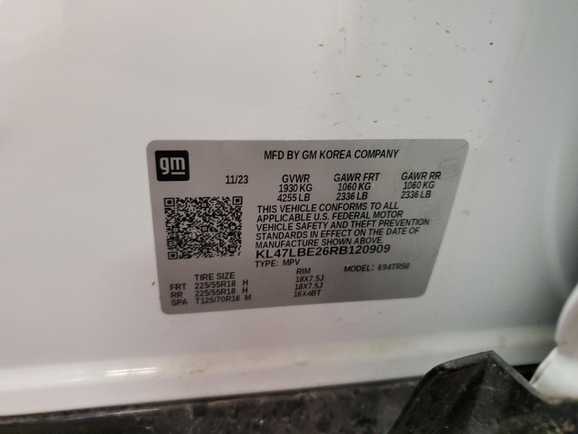 gm
MFD BY GM KOREA COMPANY
11/23 GVWR GAWR FRT GAWR RR
1930 KG 1060 KG 1060 KG
4255 LB 2336 LB 2336 LB
THIS VEHICLE CONFORMS TO ALL
APPLICABLE U.S. FEDERAL MOTOR
VEHICLE SAFETY AND THEFT PREVENTION
STANDARDS IN EFFECT ON THE DATE
OF MANUFACTURE SHOWN ABOVE.
KL47LBE26RB120909
TYPE: MPV MODEL: E94TR58
TIRE SIZE RIM
FRT 225/55R18 H 18X7.5J
RR 225/55R18 H 18X7.5J
SPA T125/70R16 M 16X4BT